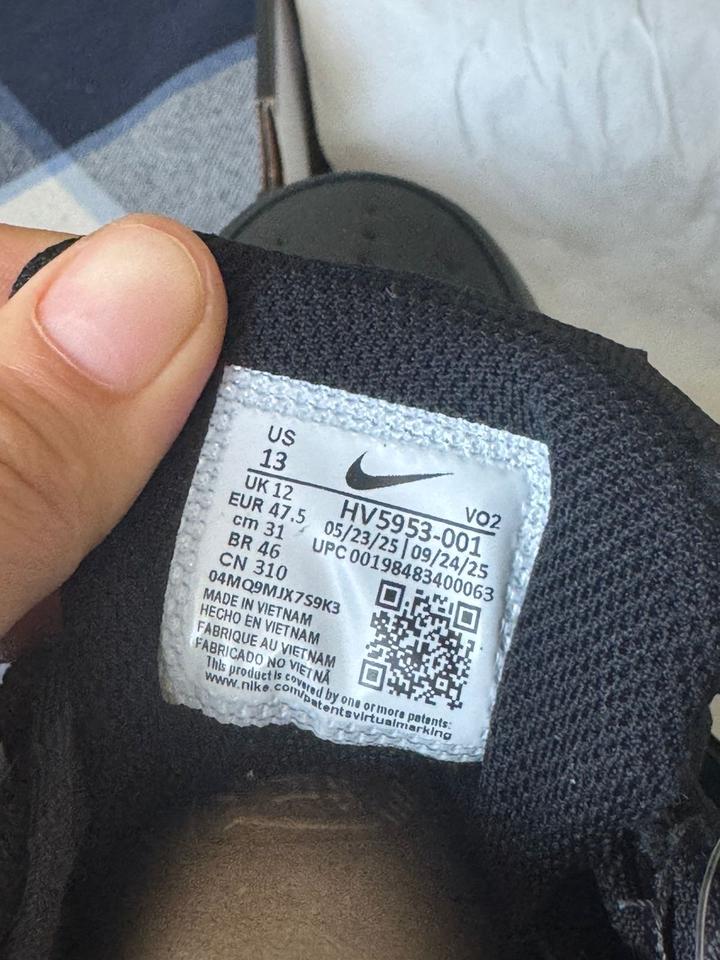 US
13
UK 12
EUR 47.5
cm 31
BR 46
CN 310
VO2
HV5953-001
05/23/25 | 09/24/25
UPC 00198483400063
04MQ9MJX7S9K3
MADE IN VIETNAM
HECHO EN VIETNAM
FABRIQUE AU VIETNAM
FABRICADO NO VIETNÃ
This product is covered by one or more patents:
www.nike.com/patentsvirtualmarking